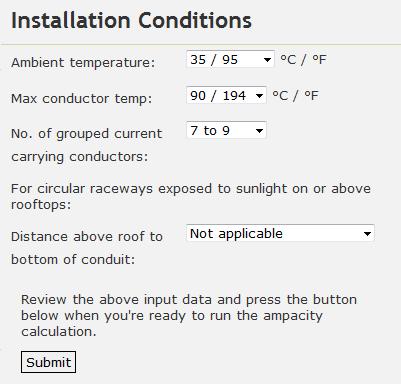 Installation Conditions
Ambient temperature: 35 / 95 °C / °F
Max conductor temp: 90 / 194 °C / °F
No. of grouped current 7 to 9
carrying conductors:
For circular raceways exposed to sunlight on or above
rooftops:
Distance above roof to Not applicable
bottom of conduit:
Review the above input data and press the button
below when you're ready to run the ampacity
calculation.
Submit